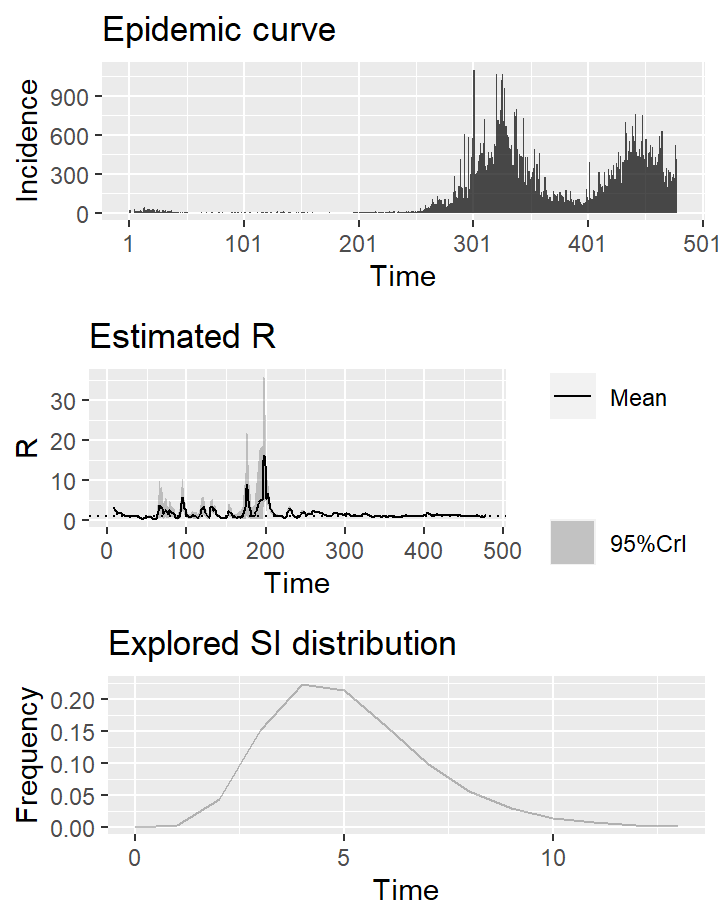 Epidemic curve
Incidence
900
600
300
0
1 101 201 301 401 501
Time
Estimated R
R
30
20
10
0
0 100 200 300 400 500
Time
Mean
95%CrI
Explored SI distribution
Frequency
0.20
0.15
0.10
0.05
0.00
0 5 10
Time